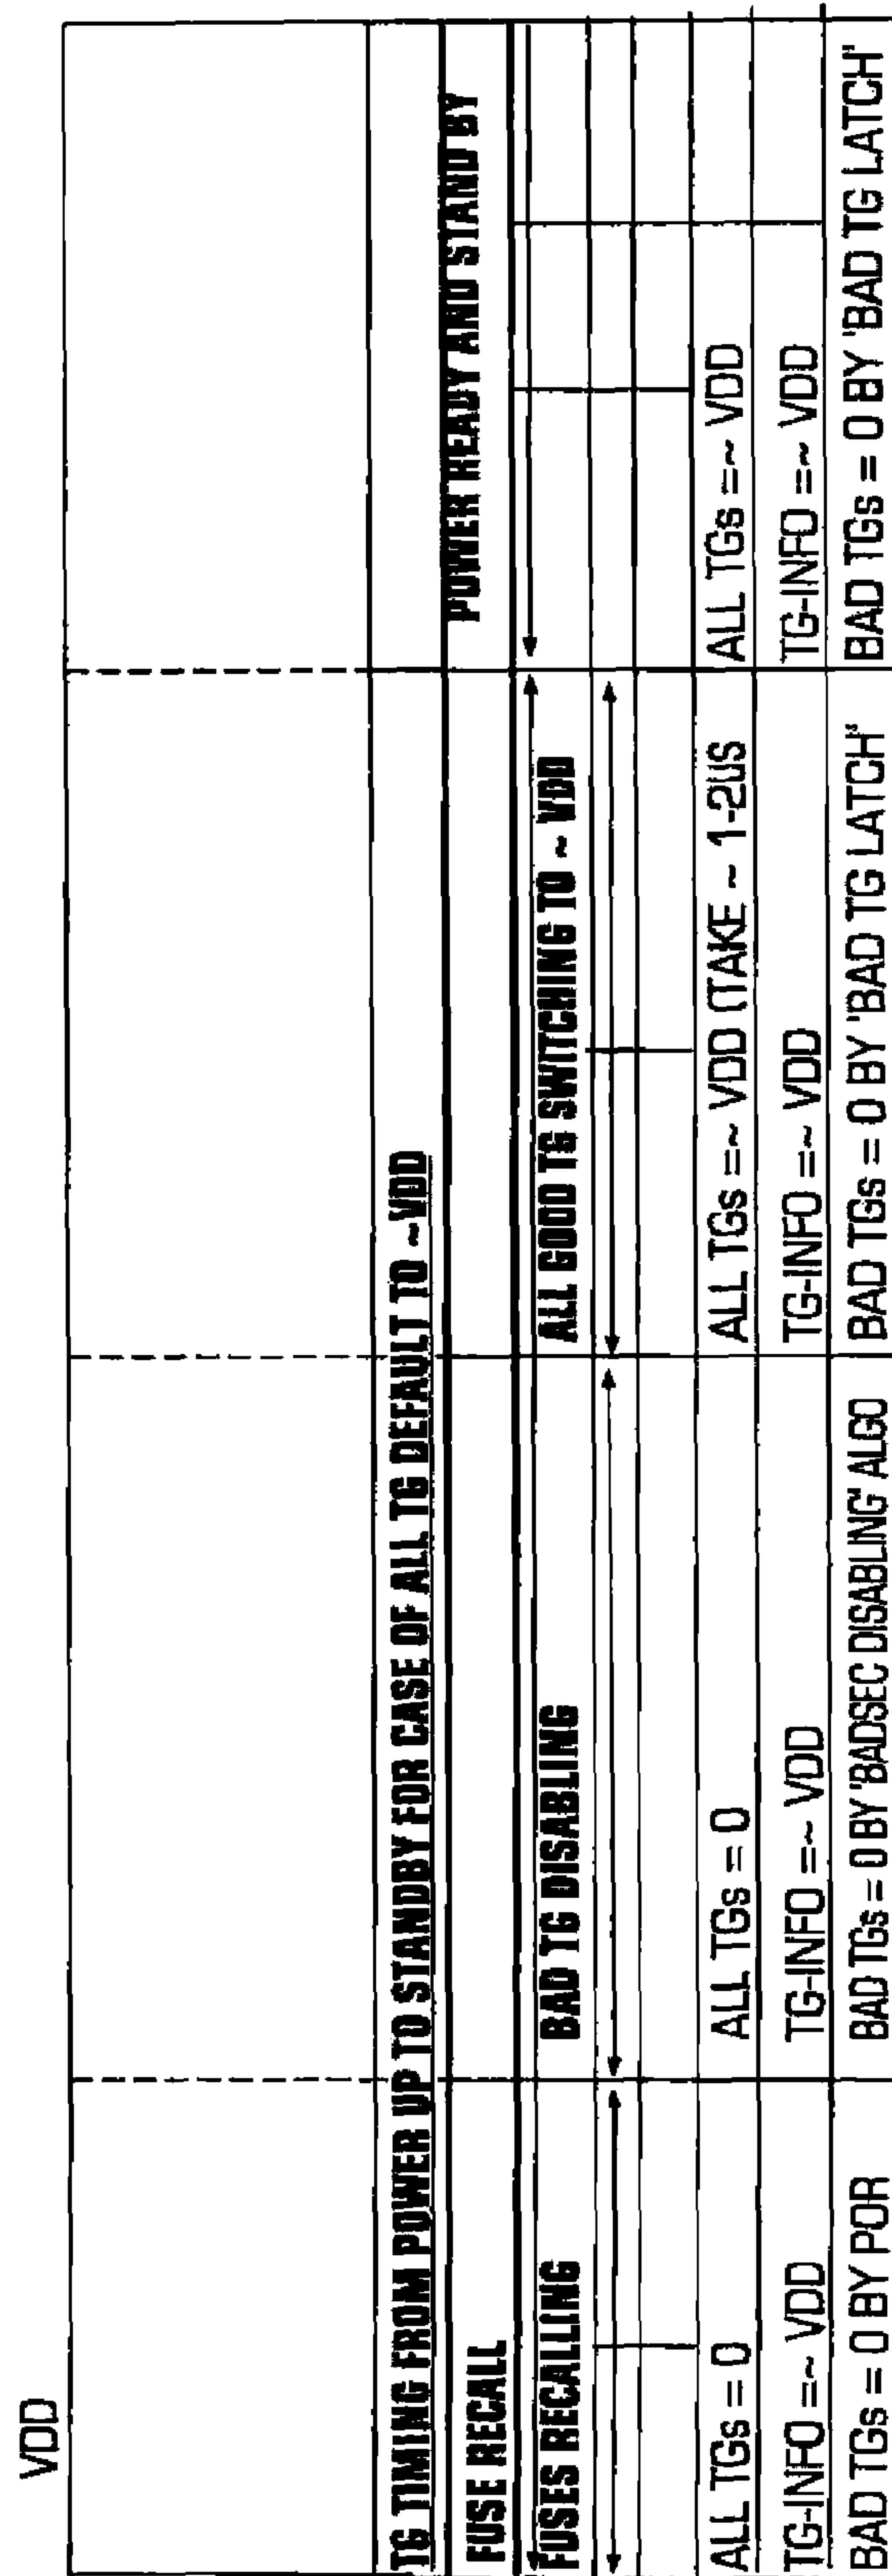 VDD
TG TIMING FROM POWER UP TO STANDBY FOR CASE OF ALL TG DEFAULT TO ~VDD
FUSE RECALL
POWER READY AND STAND BY
FUSES RECALLING
BAD TG DISABLING
ALL GOOD TG SWITCHING TO ~ VDD
ALL TGs = 0
ALL TGs = 0
ALL TGs =~ VDD (TAKE ~ 1-2US
ALL TGs =~ VDD
TG-INFO =~ VDD
TG-INFO =~ VDD
TG-INFO =~ VDD
TG-INFO =~ VDD
BAD TGs = 0 BY POR
BAD TGs = 0 BY 'BADSEC DISABLING' ALGO
BAD TGs = 0 BY 'BAD TG LATCH'
BAD TGs = 0 BY 'BAD TG LATCH'